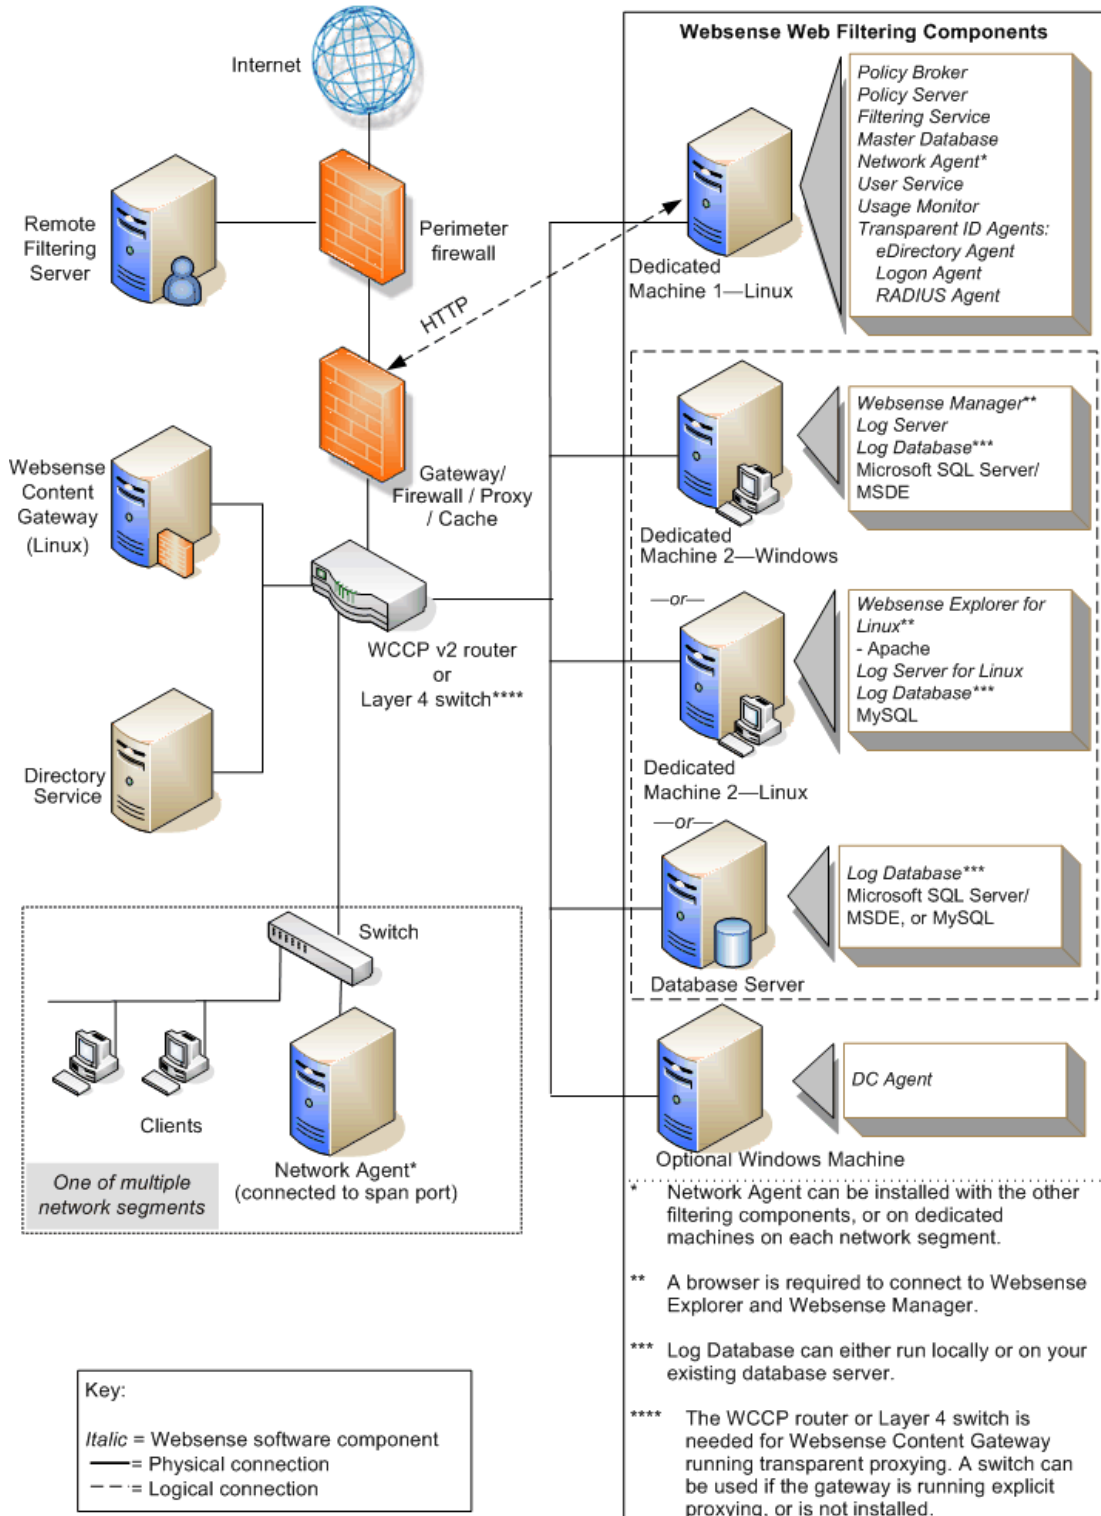 Internet
Remote
Filtering
Server
Perimeter
firewall
HTTP
Websense
Content
Gateway
(Linux)
Gateway/
Firewall / Proxy
/ Cache
WCCP v2 router
or
Layer 4 switch****
Directory
Service
Switch
Clients
Network Agent*
(connected to span port)
One of multiple
network segments
Key:
Italic = Websense software component
= Physical connection
= Logical connection
Websense Web Filtering Components
Dedicated
Machine 1—Linux
Policy Broker
Policy Server
Filtering Service
Master Database
Network Agent*
User Service
Usage Monitor
Transparent ID Agents:
eDirectory Agent
Logon Agent
RADIUS Agent
Dedicated
Machine 2—Windows
Websense Manager**
Log Server
Log Database***
Microsoft SQL Server/
MSDE
—or—
Dedicated
Machine 2—Linux
Websense Explorer for
Linux**
- Apache
Log Server for Linux
Log Database***
MySQL
—or—
Database Server
Log Database***
Microsoft SQL Server/
MSDE, or MySQL
Optional Windows Machine
DC Agent
* Network Agent can be installed with the other
filtering components, or on dedicated
machines on each network segment.
** A browser is required to connect to Websense
Explorer and Websense Manager.
*** Log Database can either run locally or on your
existing database server.
**** The WCCP router or Layer 4 switch is
needed for Websense Content Gateway
running transparent proxying. A switch can
be used if the gateway is running explicit
proxying, or is not installed.